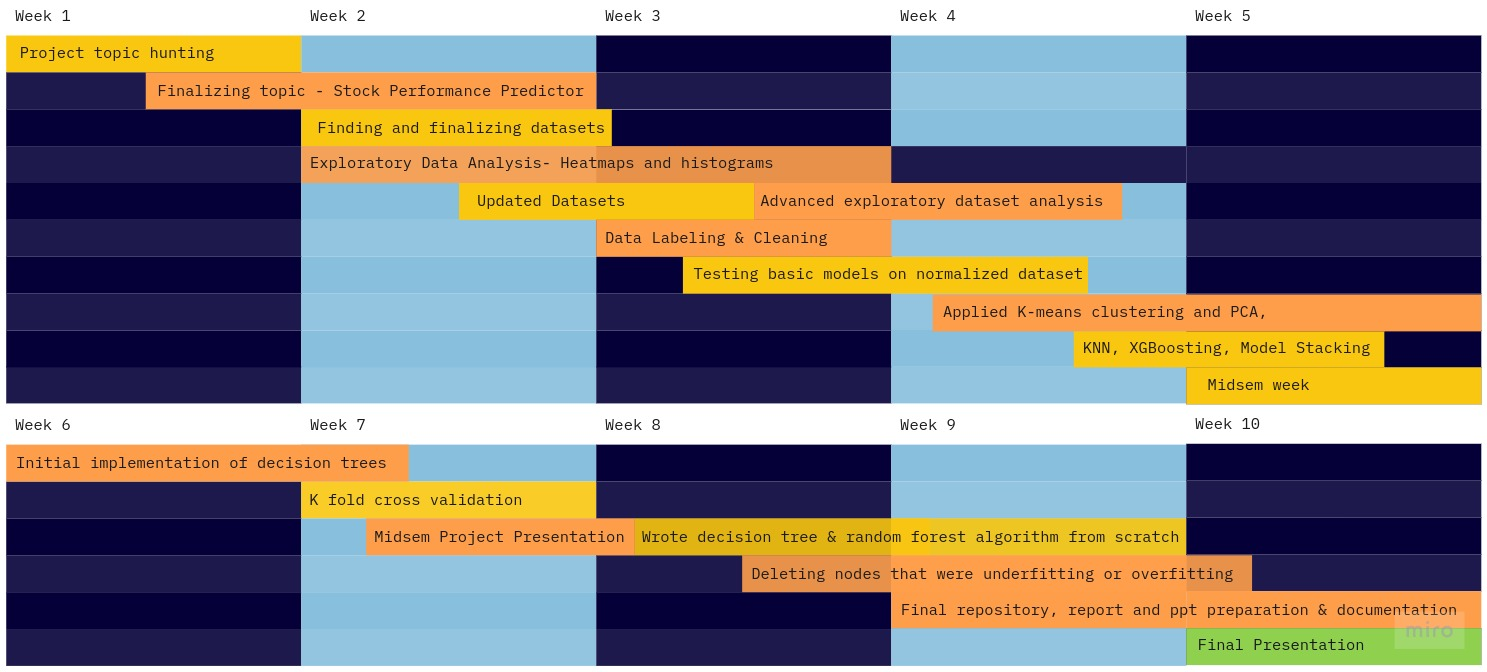 Week 1 Week 2 Week 3 Week 4 Week 5
Project topic hunting
Finalizing topic - Stock Performance Predictor
Finding and finalizing datasets
Exploratory Data Analysis- Heatmaps and histograms
Updated Datasets Advanced exploratory dataset analysis
Data Labeling & Cleaning
Testing basic models on normalized dataset
Applied K-means clustering and PCA,
KNN, XGBoosting, Model Stacking
Midsem week
Week 6 Week 7 Week 8 Week 9 Week 10
Initial implementation of decision trees
K fold cross validation
Midsem Project Presentation Wrote decision tree & random forest algorithm from scratch
Deleting nodes that were underfitting or overfitting
Final repository, report and ppt preparation & documentation
miro
Final Presentation